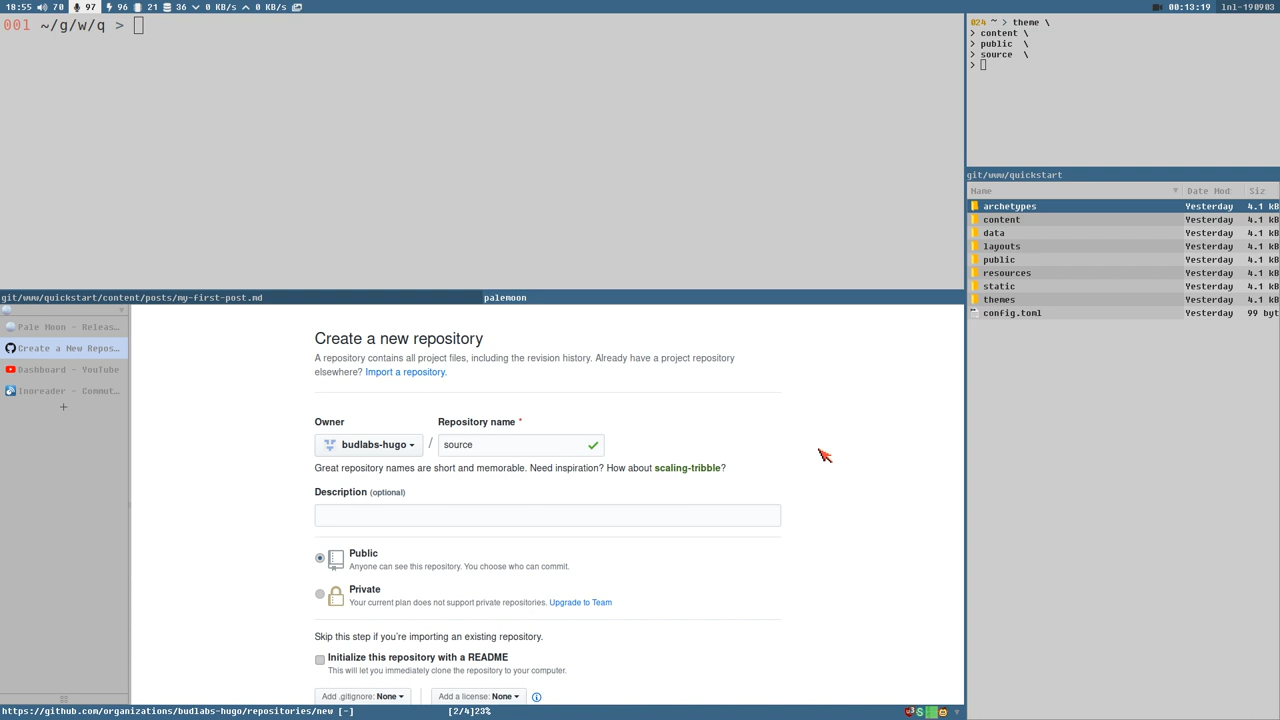 18:55 70 97 96 21 36 0 KB/s 0 KB/s 00:13:19 lnl-190903
001 ~/g/w/q >
024 ~ > theme \
> content \
> public \
> source \
>
git/www/quickstart
Name Date Mod Siz
archetypes Yesterday 4.1 kB
content Yesterday 4.1 kB
data Yesterday 4.1 kB
layouts Yesterday 4.1 kB
public Yesterday 4.1 kB
resources Yesterday 4.1 kB
static Yesterday 4.1 kB
themes Yesterday 4.1 kB
config.toml Yesterday 99 byt
git/www/quickstart/content/posts/my-first-post.md palemoon
Pale Moon - Releas...
Create a New Repos...
Dashboard - YouTube
Inoreader - Commut...
Create a new repository
A repository contains all project files, including the revision history. Already have a project repository
elsewhere? Import a repository.
Owner Repository name *
budlabs-hugo / source
Great repository names are short and memorable. Need inspiration? How about scaling-tribble?
Description (optional)
Public
Anyone can see this repository. You choose who can commit.
Private
Your current plan does not support private repositories. Upgrade to Team
Skip this step if you're importing an existing repository.
Initialize this repository with a README
This will let you immediately clone the repository to your computer.
Add .gitignore: None Add a license: None
https://github.com/organizations/budlabs-hugo/repositories/new [-] [2/4]23%